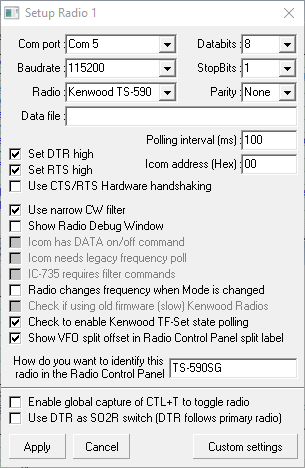 Setup Radio 1
Com port : Com 5 Databits : 8
Baudrate : 115200 StopBits : 1
Radio : Kenwood TS-590 Parity : None
Data file :
Polling interval (ms) : 100
Set DTR high
Icom address (Hex) : 00
Set RTS high
Use CTS/RTS Hardware handshaking
Use narrow CW filter
Show Radio Debug Window
Icom has DATA on/off command
Icom needs legacy frequency poll
IC-735 requires filter commands
Radio changes frequency when Mode is changed
Check if using old firmware (slow) Kenwood Radios
Check to enable Kenwood TF-Set state polling
Show VFO split offset in Radio Control Panel split label
How do you want to identify this
radio in the Radio Control Panel
TS-590SG
Enable global capture of CTL+T to toggle radio
Use DTR as SO2R switch (DTR follows primary radio)
Apply Cancel Custom settings